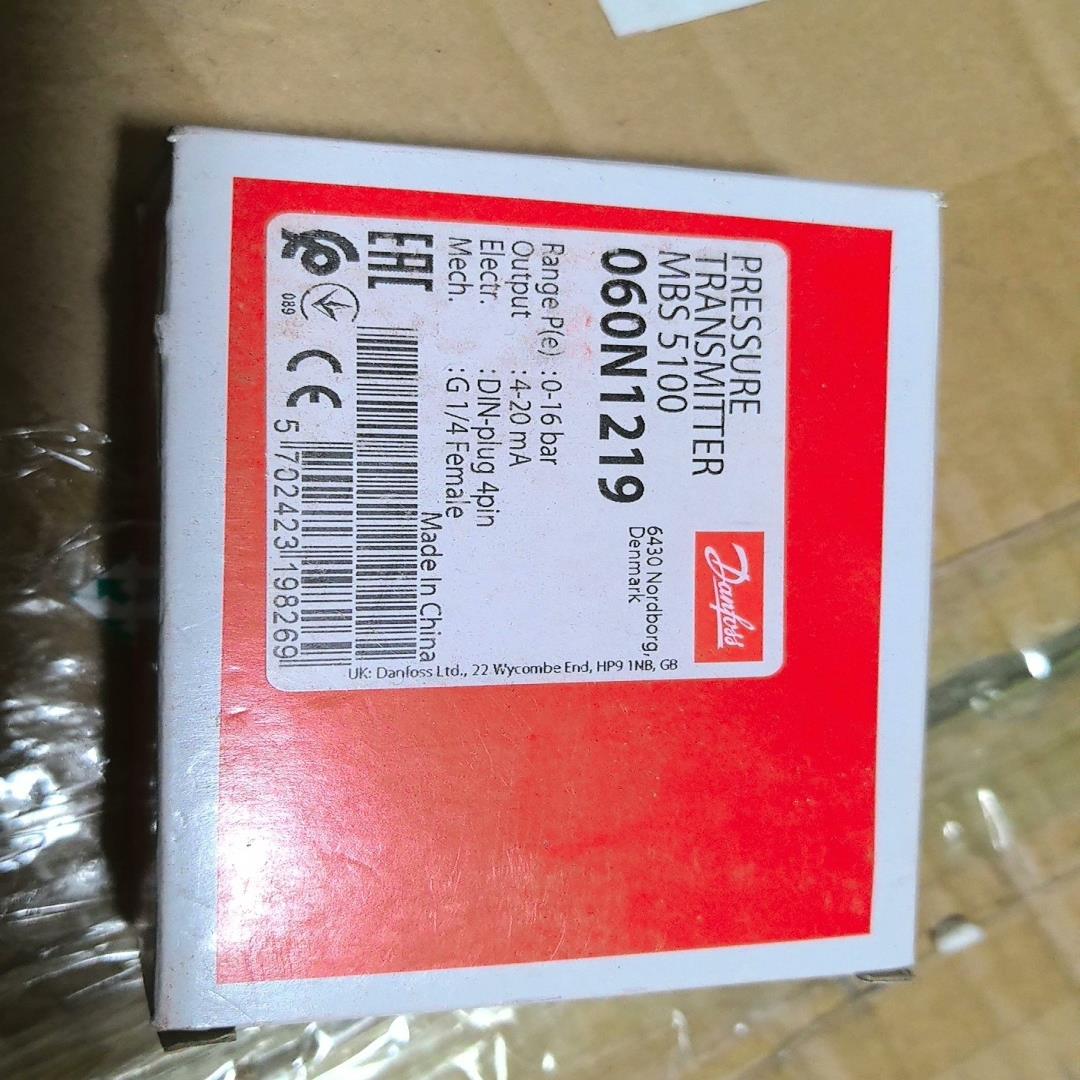 PRESSURE
TRANSMITTER
MBS 5100
060N1219
Danfoss
6430 Nordborg,
Denmark
Range P(e) :0-16 bar
Output :4-20 mA
Electr. :DIN-plug 4pin
Mech. :G 1/4 Female
Made In China
EAC
089
CE
5 702423 198269
UK: Danfoss Ltd., 22 Wycombe End, HP9 1NB, GB